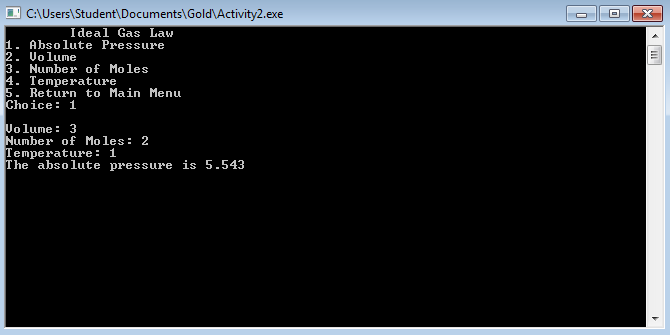 C:\Users\Student\Documents\Gold\Activity2.exe
Ideal Gas Law
1. Absolute Pressure
2. Volume
3. Number of Moles
4. Temperature
5. Return to Main Menu
Choice: 1
Volume: 3
Number of Moles: 2
Temperature: 1
The absolute pressure is 5.543